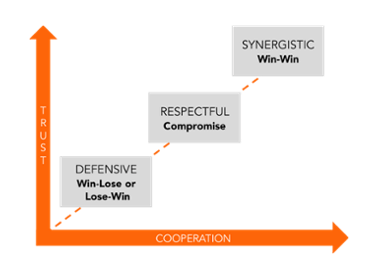 SYNERGISTIC
Win-Win
RESPECTFUL
Compromise
TRUST
DEFENSIVE
Win-Lose or
Lose-Win
COOPERATION